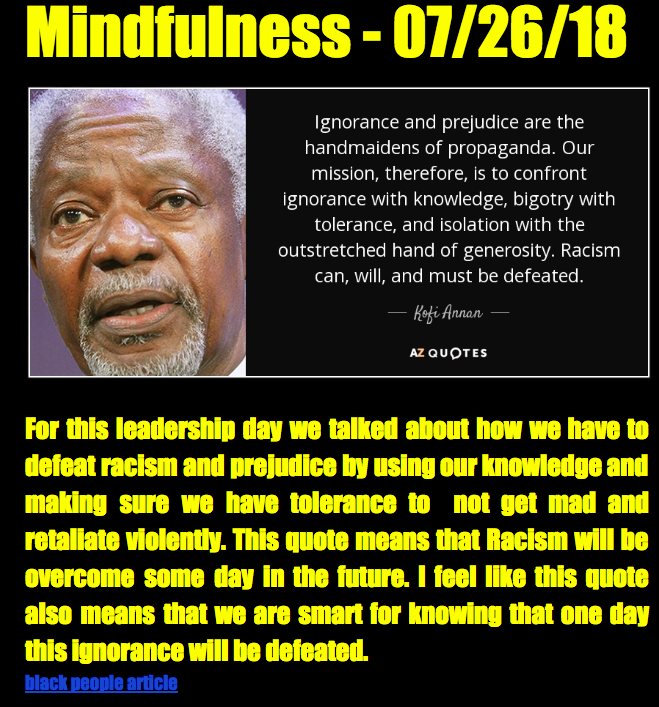 Mindfulness - 07/26/18
Ignorance and prejudice are the
handmaidens of propaganda. Our
mission, therefore, is to confront
ignorance with knowledge, bigotry with
tolerance, and isolation with the
outstretched hand of generosity. Racism
can, will, and must be defeated.
— Kofi Annan —
AZ QUOTES
For this leadership day we talked about how we have to
defeat racism and prejudice by using our knowledge and
making sure we have tolerance to not get mad and
retaliate violently. This quote means that Racism will be
overcome some day in the future. I feel like this quote
also means that we are smart for knowing that one day
this ignorance will be defeated.
black people article